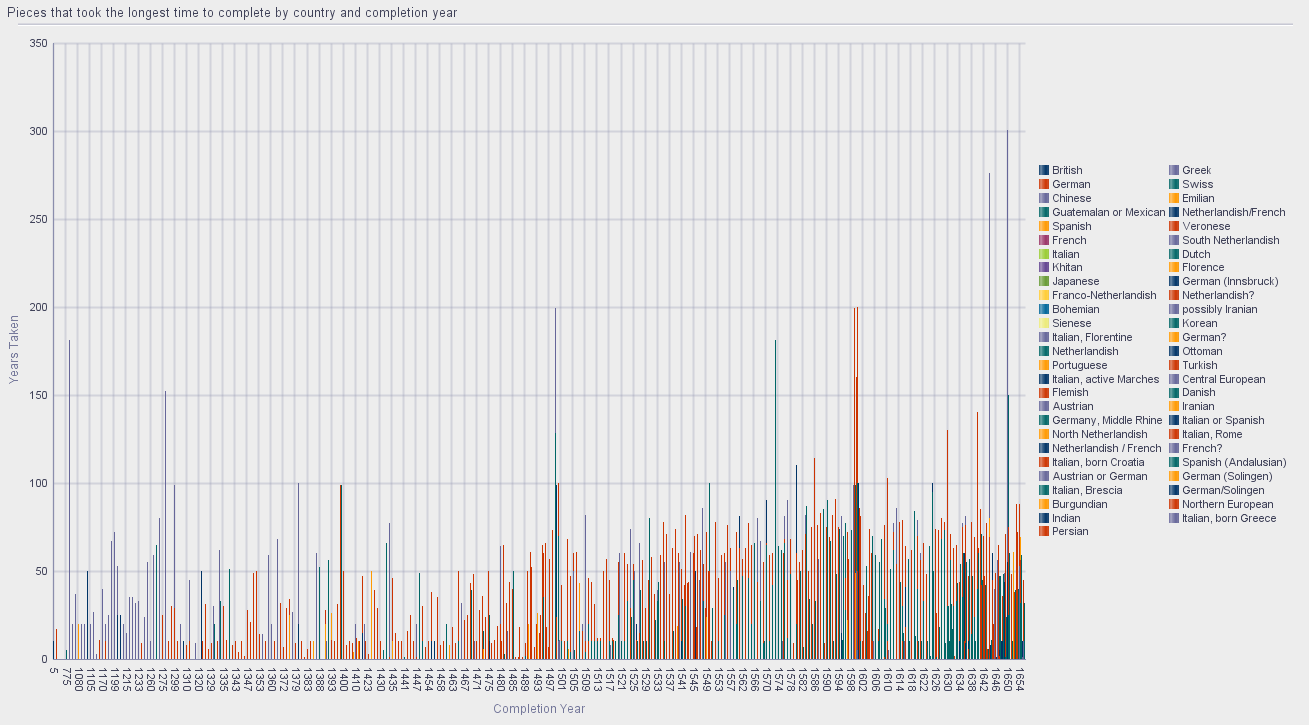 Pieces that took the longest time to complete by country and completion year
350
300
250
200
150
100
50
0
Years Taken
5 775 1080 1105 1170 1199 1215 1233 1260 1275 1299 1310 1320 1329 1335 1343 1347 1353 1360 1372 1379 1385 1388 1393 1400 1410 1423 1430 1433 1441 1447 1454 1458 1463 1467 1471 1475 1480 1485 1489 1493 1497 1501 1505 1509 1513 1517 1521 1525 1529 1533 1537 1541 1545 1549 1553 1557 1562 1566 1570 1574 1578 1582 1586 1590 1594 1598 1602 1606 1610 1614 1618 1622 1626 1630 1634 1638 1642 1646 1650 1654
Completion Year
British
German
Chinese
Guatemalan or Mexican
Spanish
French
Italian
Khitan
Japanese
Franco-Netherlandish
Bohemian
Sienese
Italian, Florentine
Netherlandish
Portuguese
Italian, active Marches
Flemish
Austrian
Germany, Middle Rhine
North Netherlandish
Netherlandish / French
Italian, born Croatia
Austrian or German
Italian, Brescia
Burgundian
Indian
Persian
Greek
Swiss
Emilian
Netherlandish/French
Veronese
South Netherlandish
Dutch
Florence
German (Innsbruck)
Netherlandish?
possibly Iranian
Korean
German?
Ottoman
Turkish
Central European
Danish
Iranian
Italian or Spanish
Italian, Rome
French?
Spanish (Andalusian)
German (Solingen)
German/Solingen
Northern European
Italian, born Greece